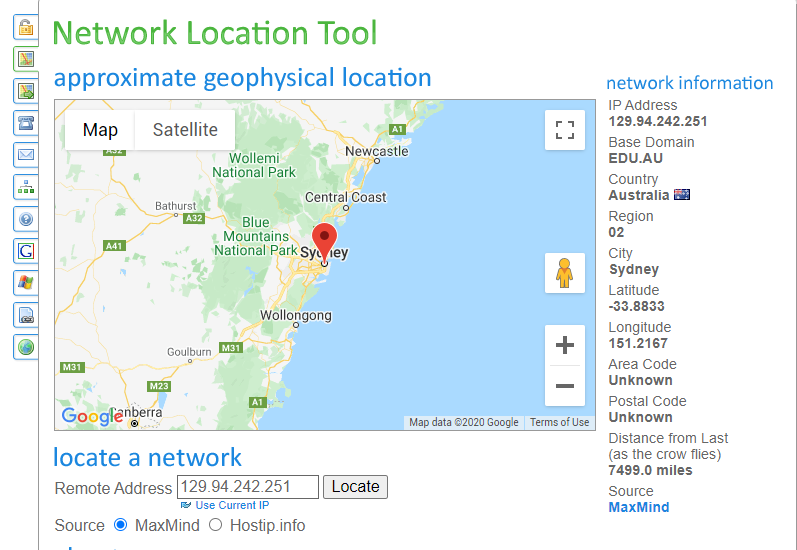 Network Location Tool
approximate geophysical location
Map
Satellite
A1
Newcastle
A32
Wollemi
National Park
Central Coast
Bathurst
A32
Blue
Mountains
National Park
A41
Sydney
Wollongong
Goulburn
M31
M31
M23
A1
Canberra
Google
Map data ©2020 Google
Terms of Use
locate a network
Remote Address 129.94.242.251 Locate
Use Current IP
Source MaxMind Hostip.info
network information
IP Address
129.94.242.251
Base Domain
EDU.AU
Country
Australia
Region
02
City
Sydney
Latitude
-33.8833
Longitude
151.2167
Area Code
Unknown
Postal Code
Unknown
Distance from Last
(as the crow flies)
7499.0 miles
Source
MaxMind